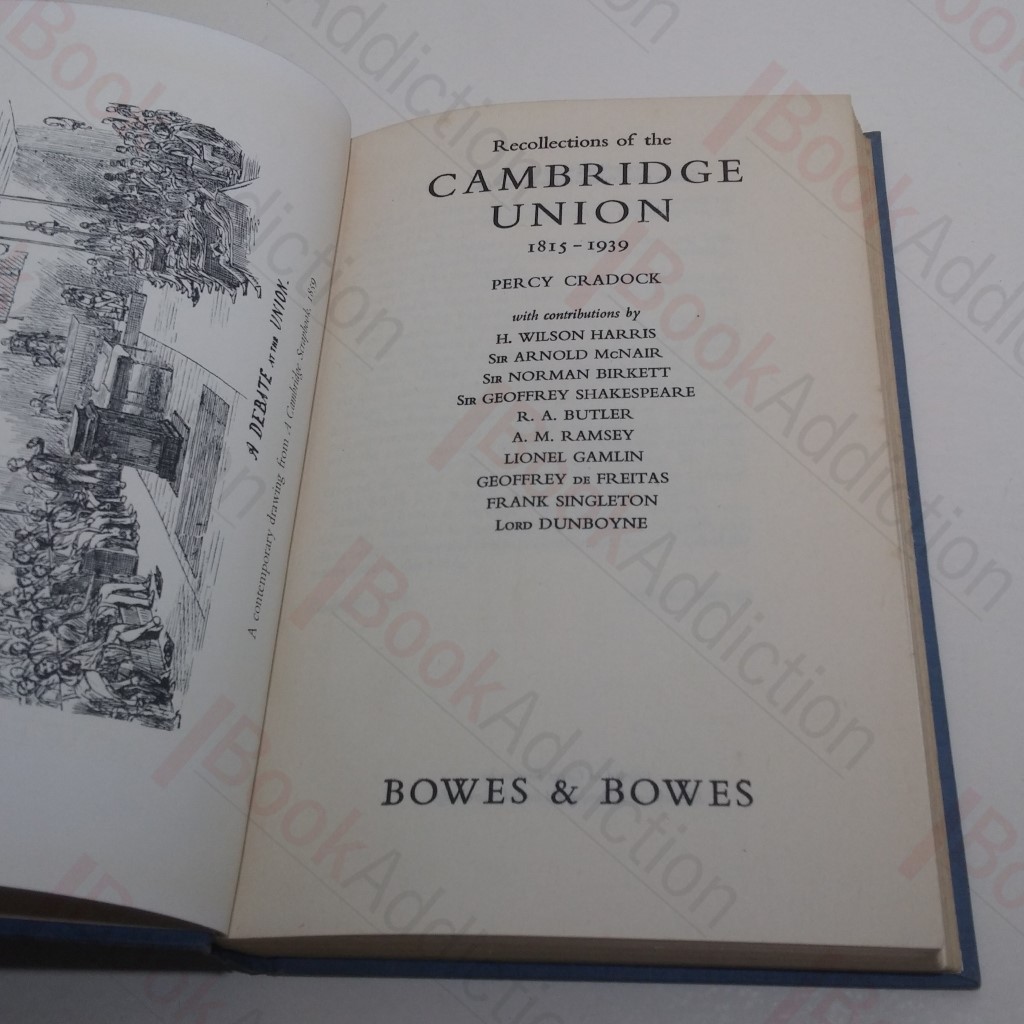 A DEBATE AT THE UNION.
A contemporary drawing from A Cambridge Scrapbook, 1859
Recollections of the
CAMBRIDGE
UNION
1815 – 1939
PERCY CRADOCK
with contributions by
H. WILSON HARRIS
SIR ARNOLD McNAIR
SIR NORMAN BIRKETT
SIR GEOFFREY SHAKESPEARE
R. A. BUTLER
A. M. RAMSEY
LIONEL GAMLIN
GEOFFREY DE FREITAS
FRANK SINGLETON
LORD DUNBOYNE
BOWES & BOWES
BookAddiction